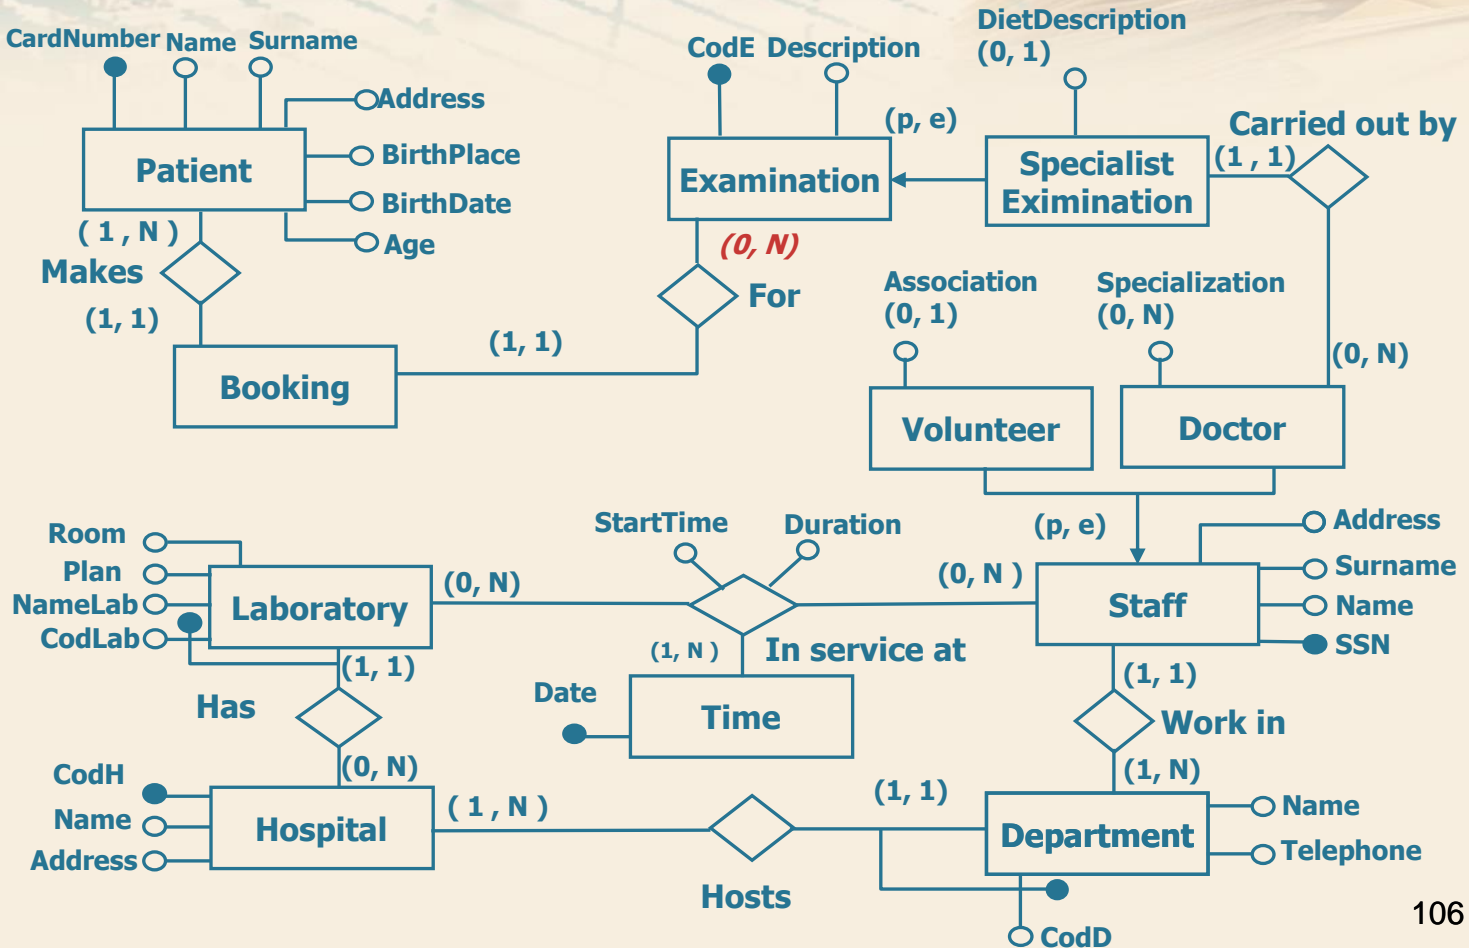 DietDescription
(0, 1)
CardNumber Name Surname
CodE Description
Address
(p, e)
Carried out by
Patient
BirthPlace
Examination
Specialist
Eximination
(1 , 1)
BirthDate
( 1 , N )
Age
(0, N)
Makes
For
Association
(0, 1)
Specialization
(0, N)
(1, 1)
(1, 1)
(0, N)
Booking
Volunteer
Doctor
StartTime
Duration
(p, e)
Address
Room
Plan
NameLab
CodLab
Laboratory
(0, N)
(0, N )
Staff
Surname
Name
SSN
(1, 1)
(1, N )
In service at
(1, 1)
Has
Date
Time
Work in
(0, N)
(1, N)
CodH
Name
Address
Hospital
( 1 , N )
(1, 1)
Department
Name
Telephone
Hosts
CodD
106